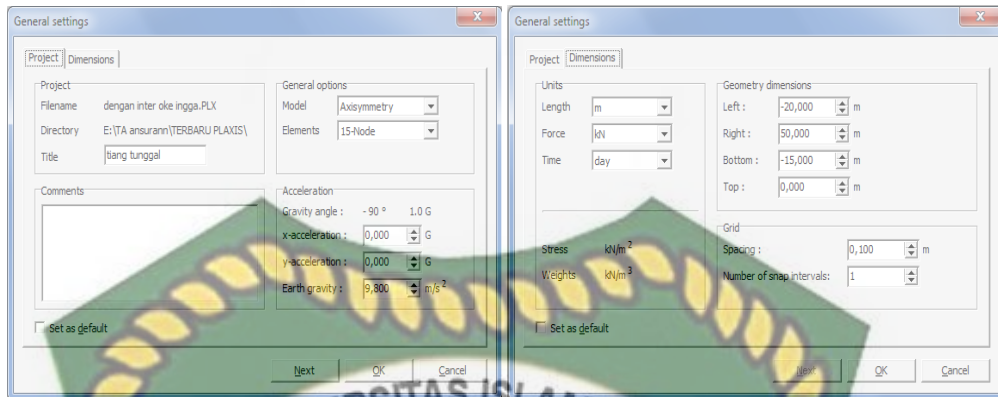 General settings
Project Dimensions
Project
Filename dengan inter oke ingga.PLX
Directory E:\TA ansurann\TERBARU PLAXIS\
Title tiang tunggal
General options
Model Axisymmetry
Elements 15-Node
Comments
Acceleration
Gravity angle : - 90 ° 1.0 G
x-acceleration : 0,000 G
y-acceleration : 0,000 G
Earth gravity : 9,800 m/s 2
Set as default
Next OK Cancel
General settings
Project Dimensions
Units
Length m
Force kN
Time day
Stress kN/m 2
Weights kN/m 3
Geometry dimensions
Left : -20,000 m
Right : 50,000 m
Bottom : -15,000 m
Top : 0,000 m
Grid
Spacing : 0,100 m
Number of snap intervals: 1
Set as default
Next OK Cancel